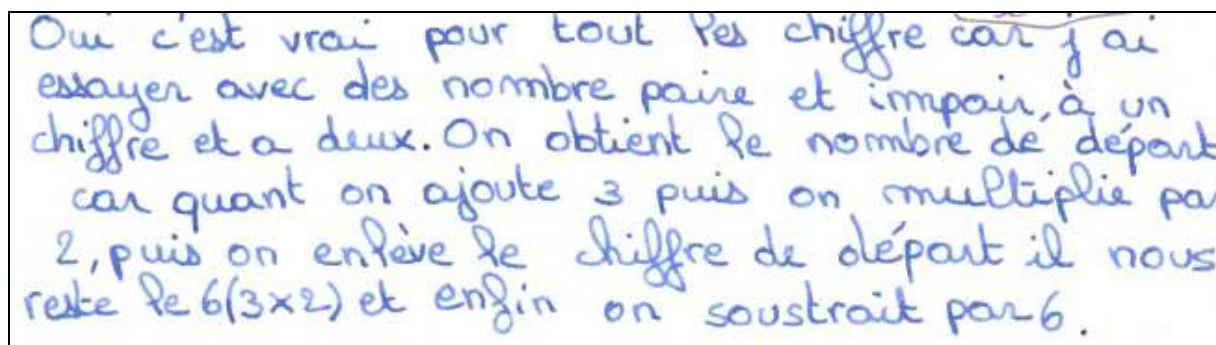 Oui c'est vrai pour tout les chiffre car j ai
essayer avec des nombre paire et impair, à un
chiffre et a deux. On obtient le nombre de départ
car quant on ajoute 3 puis on multiplie par
2, puis on enlève le chiffre de départ il nous
reste le 6(3x2) et enfin on soustrait par 6.